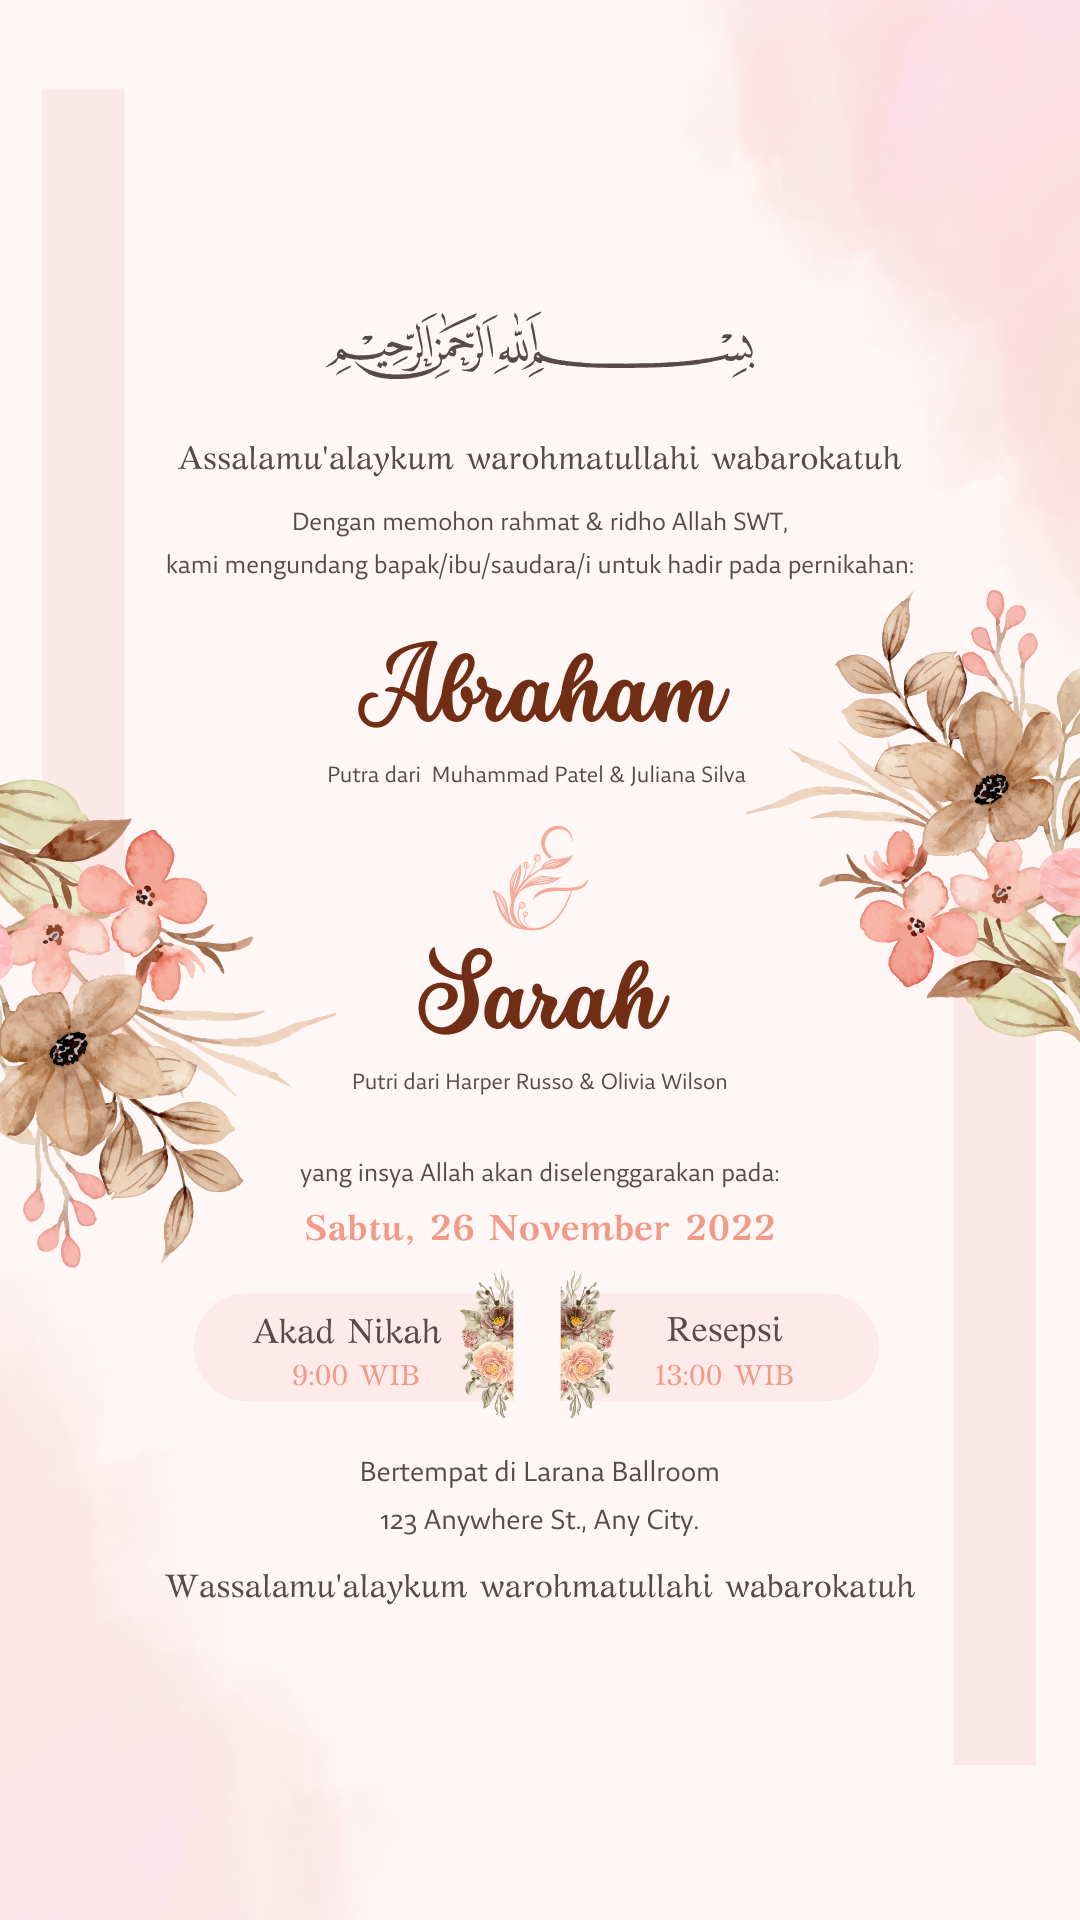 بسم الله الرحمن الرحيم
Assalamu'alaykum warohmatullahi wabarokatuh
Dengan memohon rahmat & ridho Allah SWT,
kami mengundang bapak/ibu/saudara/i untuk hadir pada pernikahan:
Abraham
Putra dari Muhammad Patel & Juliana Silva
&
Sarah
Putri dari Harper Russo & Olivia Wilson
yang insya Allah akan diselenggarakan pada:
Sabtu, 26 November 2022
Akad Nikah
9:00 WIB
Resepsi
13:00 WIB
Bertempat di Larana Ballroom
123 Anywhere St., Any City.
Wassalamu'alaykum warohmatullahi wabarokatuh